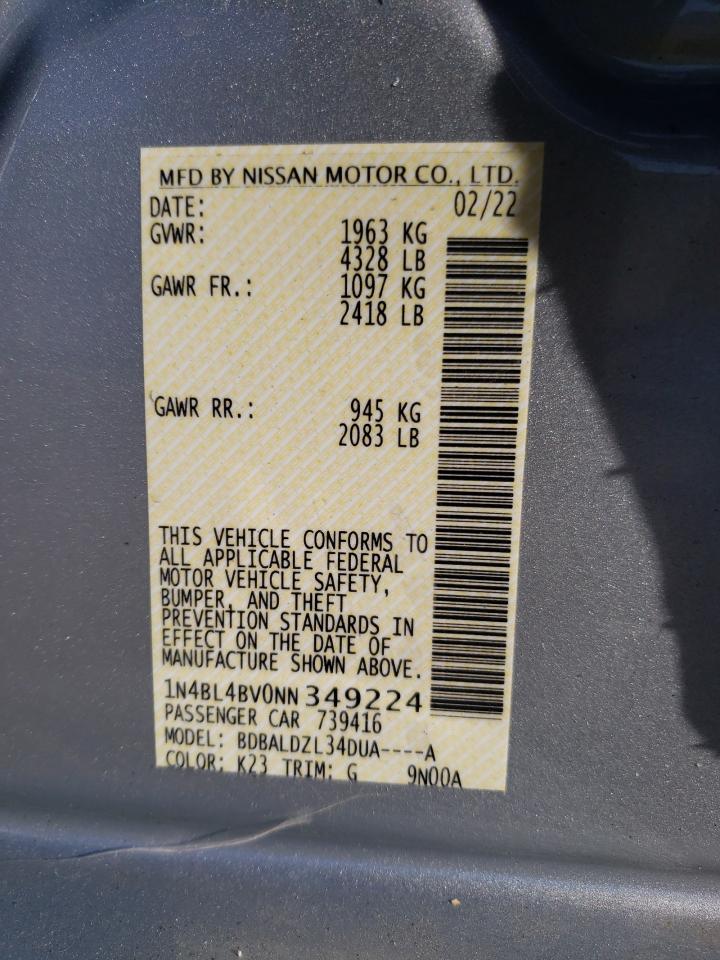 MFD BY NISSAN MOTOR CO., LTD.
DATE: 02/22
GVWR: 1963 KG
4328 LB
GAWR FR.: 1097 KG
2418 LB
GAWR RR.: 945 KG
2083 LB
THIS VEHICLE CONFORMS TO
ALL APPLICABLE FEDERAL
MOTOR VEHICLE SAFETY,
BUMPER, AND THEFT
PREVENTION STANDARDS IN
EFFECT ON THE DATE OF
MANUFACTURE SHOWN ABOVE.
1N4BL4BV0NN349224
PASSENGER CAR 739416
MODEL: BDBALDZL34DUA----A
COLOR: K23 TRIM: G 9N00A